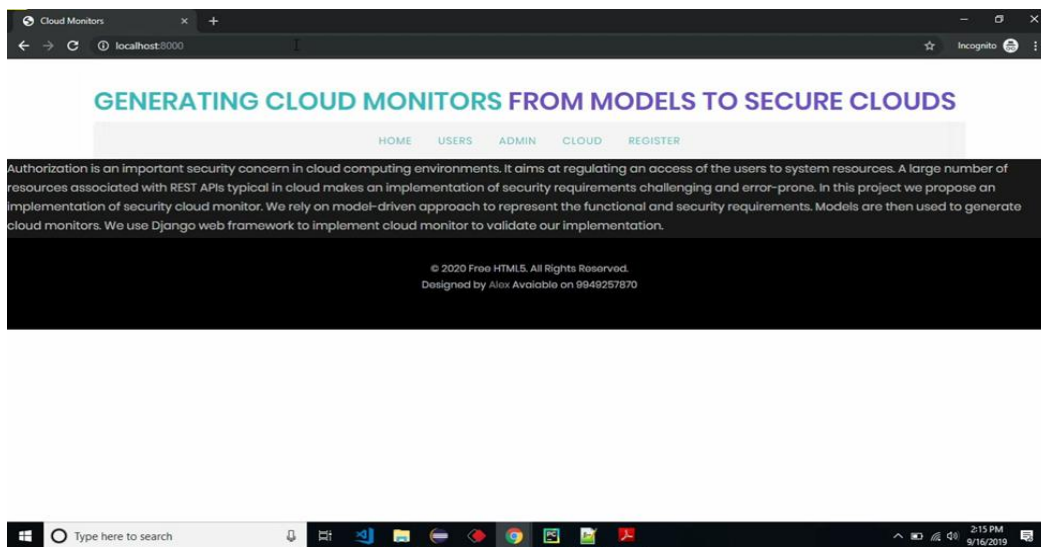 Cloud Monitors
localhost:8000
Incognito
GENERATING CLOUD MONITORS FROM MODELS TO SECURE CLOUDS
HOME USERS ADMIN CLOUD REGISTER
Authorization is an important security concern in cloud computing environments. It aims at regulating an access of the users to system resources. A large number of
resources associated with REST APIs typical in cloud makes an implementation of security requirements challenging and error-prone. In this project we propose an
implementation of security cloud monitor. We rely on model-driven approach to represent the functional and security requirements. Models are then used to generate
cloud monitors. We use Django web framework to implement cloud monitor to validate our implementation.
© 2020 Free HTML5. All Rights Reserved.
Designed by Alex Avaiable on 9949257870
Type here to search
2:15 PM
9/16/2019